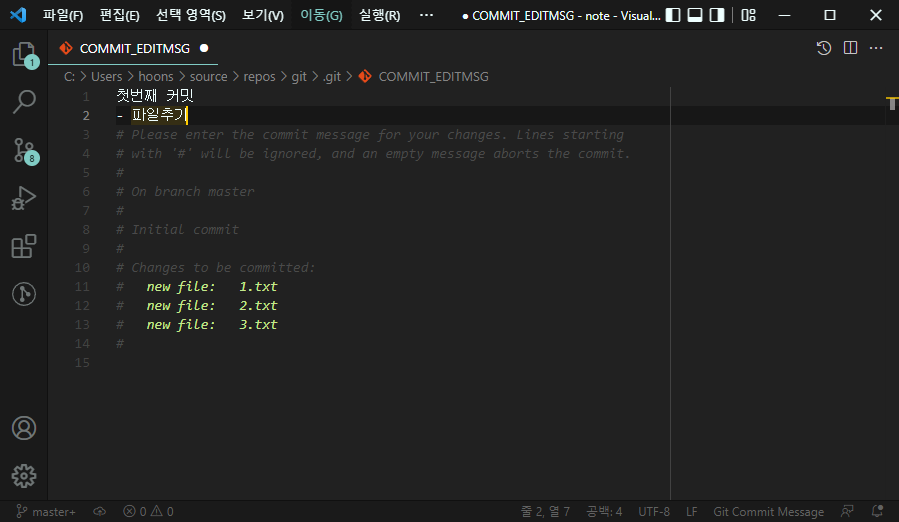 파일(F) 편집(E) 선택 영역(S) 보기(V) 이동(G) 실행(R) ··· ● COMMIT_EDITMSG - note - Visual...
COMMIT_EDITMSG ●
1
8
C: > Users > hoons > source > repos > git > .git > COMMIT_EDITMSG
1 첫번째 커밋
2 - 파일추기
3 # Please enter the commit message for your changes. Lines starting
4 # with '#' will be ignored, and an empty message aborts the commit.
5 #
6 # On branch master
7 #
8 # Initial commit
9 #
10 # Changes to be committed:
11 # new file: 1.txt
12 # new file: 2.txt
13 # new file: 3.txt
14 #
15
master+ 0 0 줄 2, 열 7 공백: 4 UTF-8 LF Git Commit Message